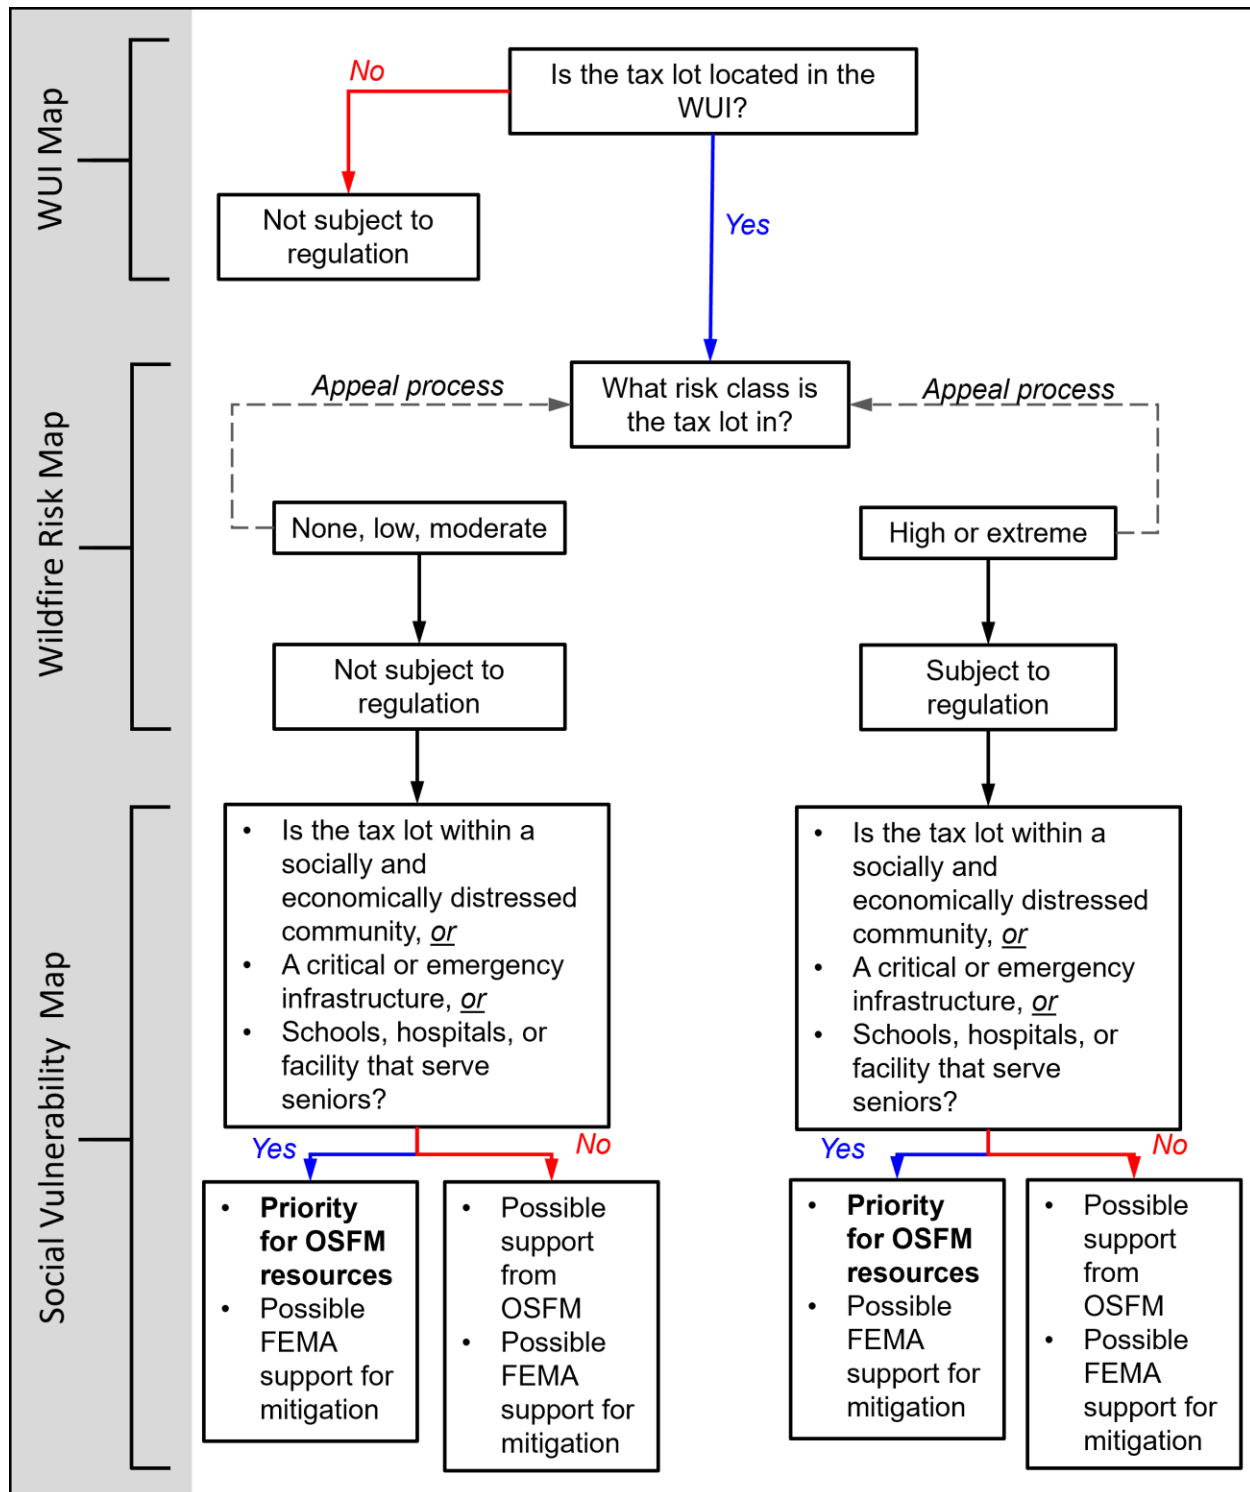 WUI Map
No
Is the tax lot located in the
WUI?
Not subject to
regulation
Yes
Wildfire Risk Map
Appeal process
What risk class is
the tax lot in?
Appeal process
None, low, moderate
High or extreme
Not subject to
regulation
Subject to
regulation
Social Vulnerability Map
• Is the tax lot within a
socially and
economically distressed
community, or
• A critical or emergency
infrastructure, or
• Schools, hospitals, or
facility that serve
seniors?
• Is the tax lot within a
socially and
economically distressed
community, or
• A critical or emergency
infrastructure, or
• Schools, hospitals, or
facility that serve
seniors?
Yes
No
Yes
No
• Priority
for OSFM
resources
• Possible
FEMA
support for
mitigation
• Possible
support
from
OSFM
• Possible
FEMA
support for
mitigation
• Priority
for OSFM
resources
• Possible
FEMA
support for
mitigation
• Possible
support
from
OSFM
• Possible
FEMA
support for
mitigation